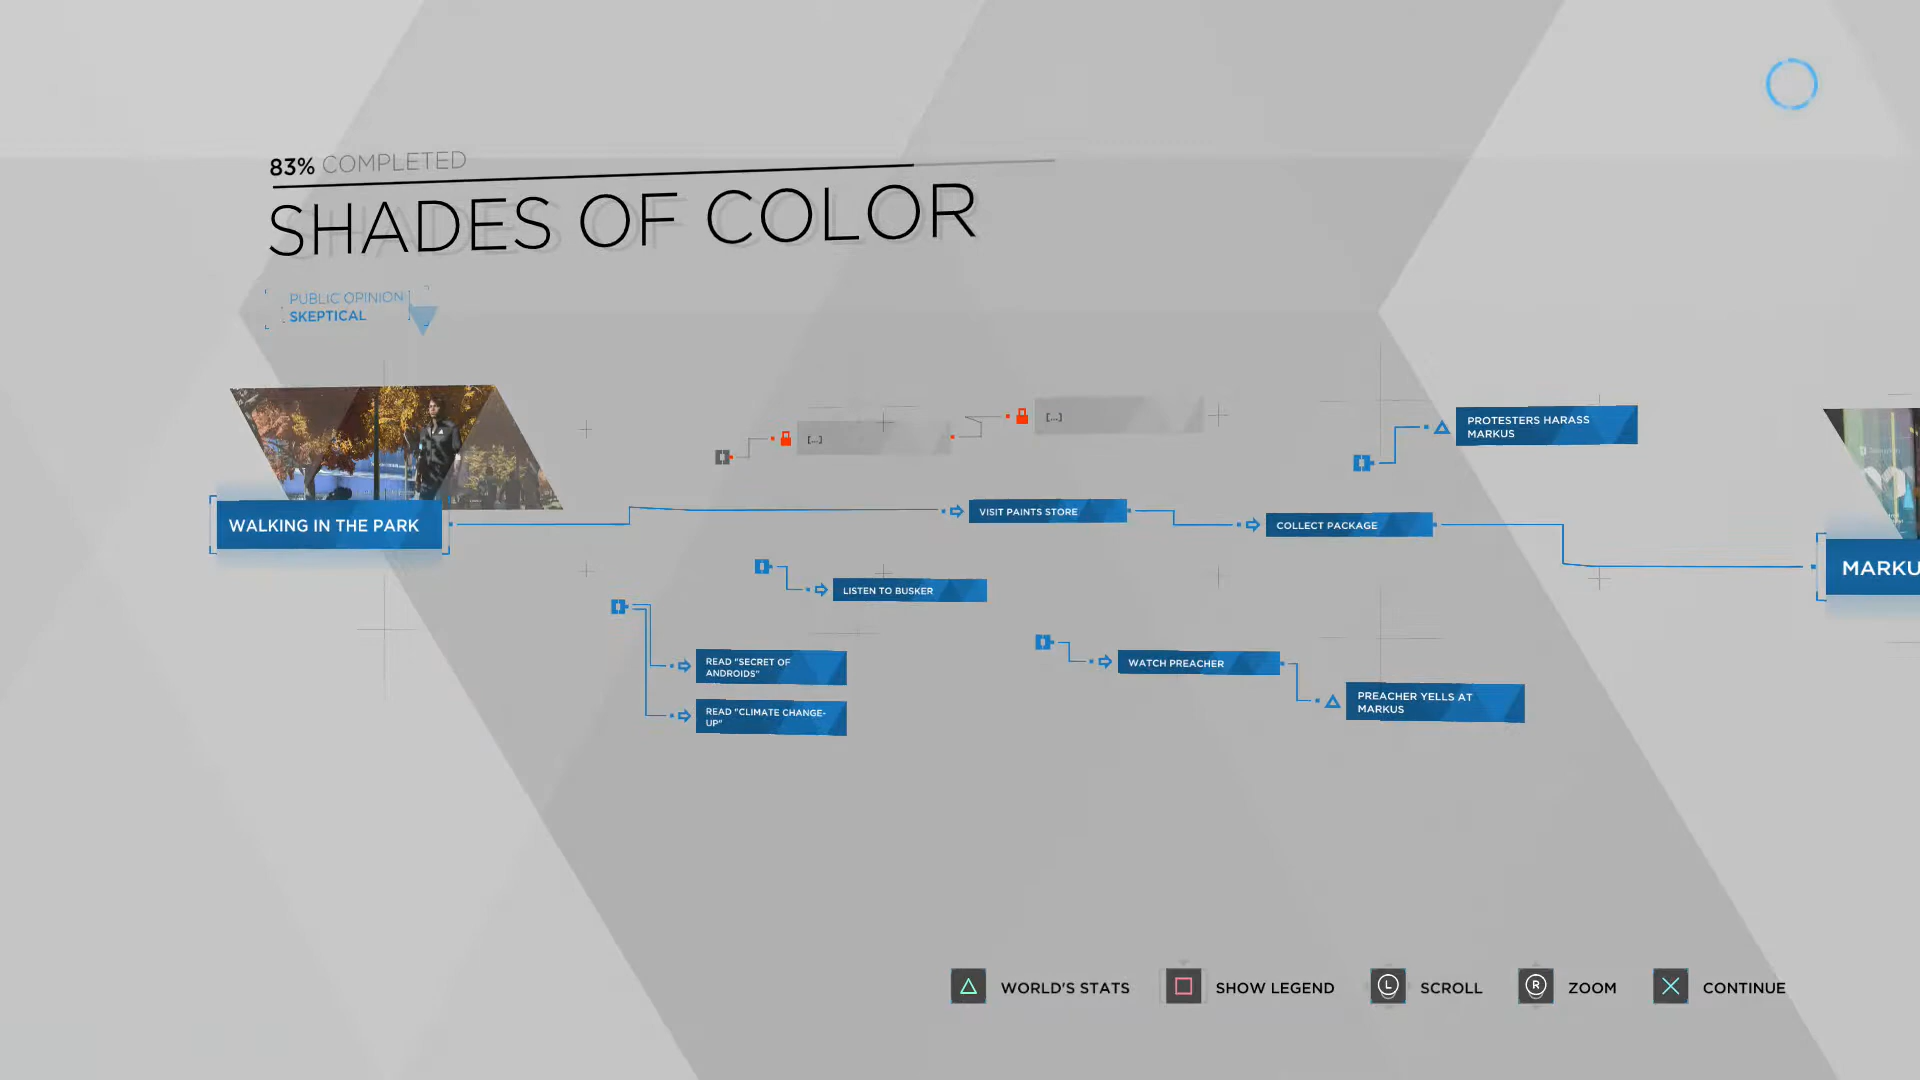 83% COMPLETED
SHADES OF COLOR
PUBLIC OPINION
SKEPTICAL
[...]
[...]
PROTESTERS HARASS
MARKUS
WALKING IN THE PARK
VISIT PAINTS STORE
COLLECT PACKAGE
MARKU
LISTEN TO BUSKER
READ "SECRET OF
ANDROIDS"
WATCH PREACHER
PREACHER YELLS AT
MARKUS
READ "CLIMATE CHANGE-
UP"
WORLD'S STATS
SHOW LEGEND
L SCROLL
R ZOOM
CONTINUE